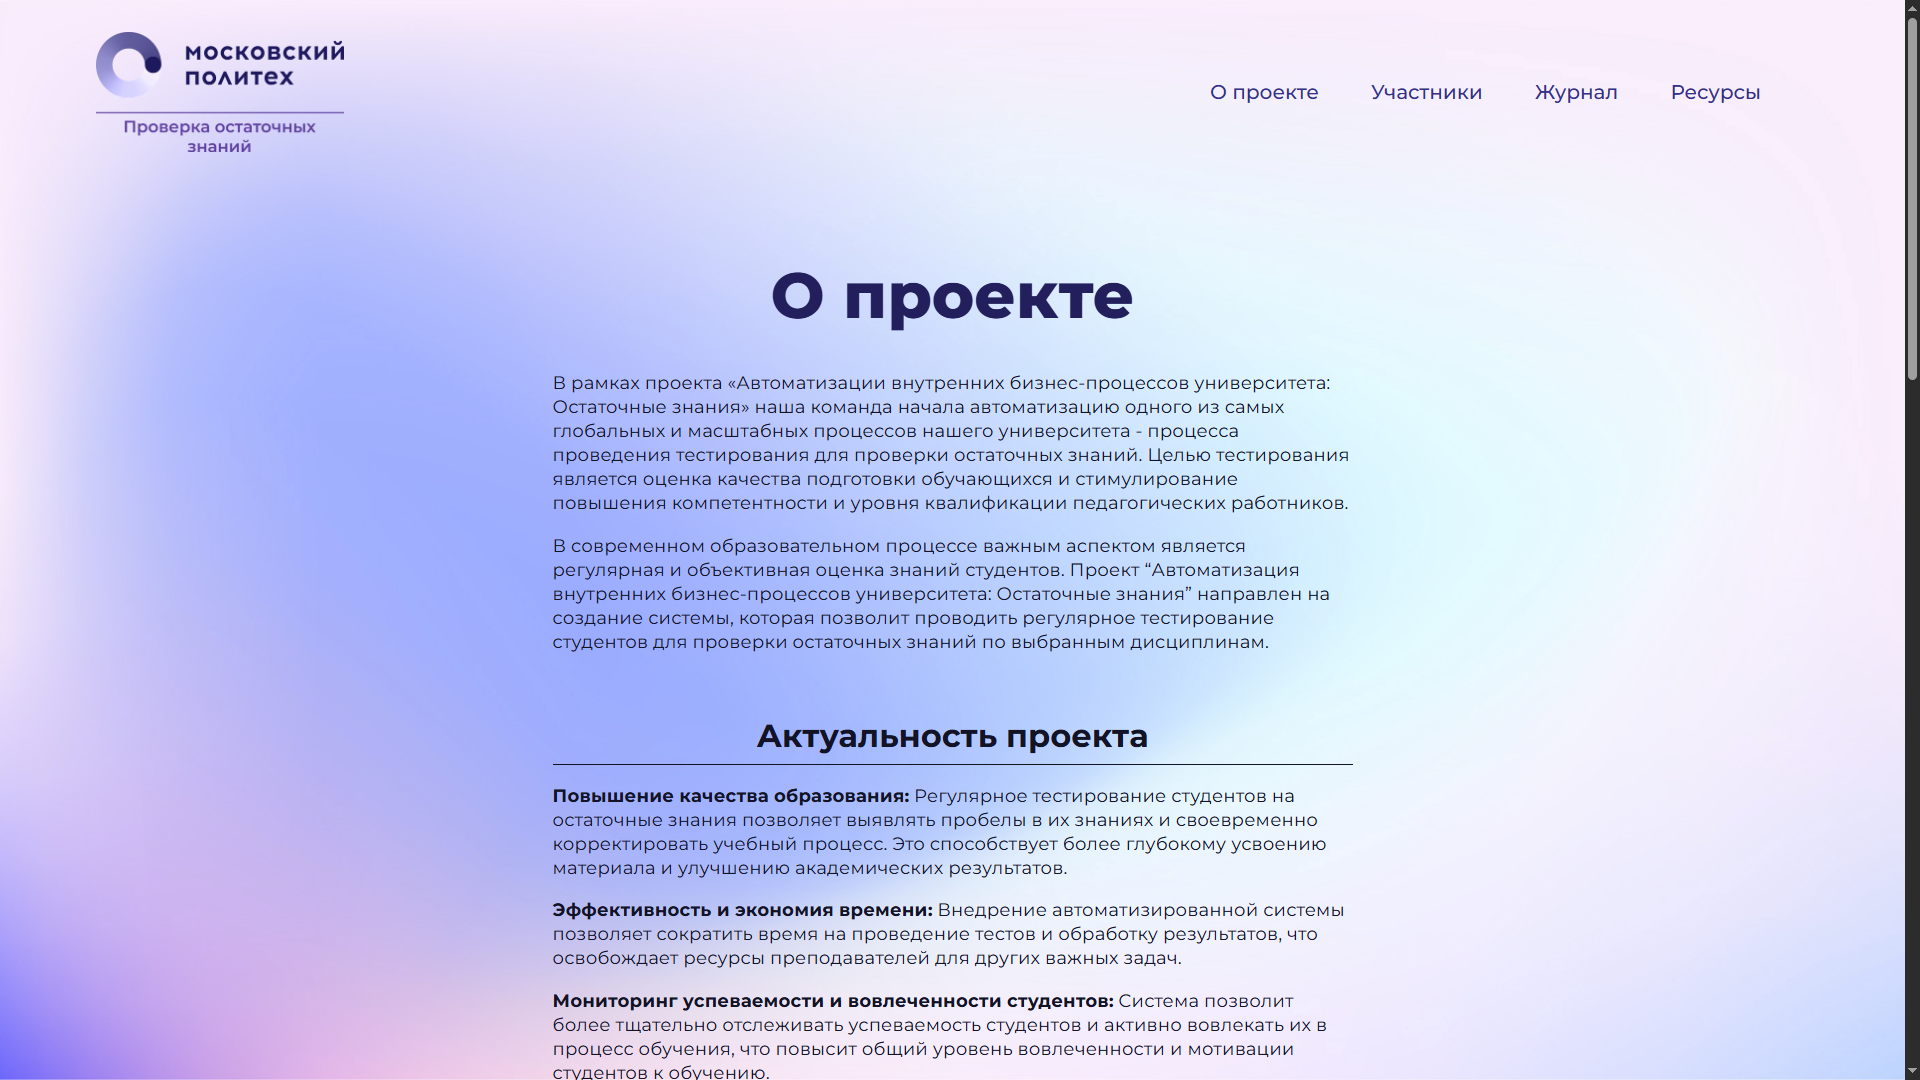 московский
политех
Проверка остаточных
знаний
О проекте
Участники
Журнал
Ресурсы
О проекте
В рамках проекта «Автоматизации внутренних бизнес-процессов университета:
Остаточные знания» наша команда начала автоматизацию одного из самых
глобальных и масштабных процессов нашего университета - процесса
проведения тестирования для проверки остаточных знаний. Целью тестирования
является оценка качества подготовки обучающихся и стимулирование
повышения компетентности и уровня квалификации педагогических работников.
В современном образовательном процессе важным аспектом является
регулярная и объективная оценка знаний студентов. Проект “Автоматизация
внутренних бизнес-процессов университета: Остаточные знания” направлен на
создание системы, которая позволит проводить регулярное тестирование
студентов для проверки остаточных знаний по выбранным дисциплинам.
Актуальность проекта
Повышение качества образования: Регулярное тестирование студентов на
остаточные знания позволяет выявлять пробелы в их знаниях и своевременно
корректировать учебный процесс. Это способствует более глубокому усвоению
материала и улучшению академических результатов.
Эффективность и экономия времени: Внедрение автоматизированной системы
позволяет сократить время на проведение тестов и обработку результатов, что
освобождает ресурсы преподавателей для других важных задач.
Мониторинг успеваемости и вовлеченности студентов: Система позволит
более тщательно отслеживать успеваемость студентов и активно вовлекать их в
процесс обучения, что повысит общий уровень вовлеченности и мотивации
студентов к обучению.